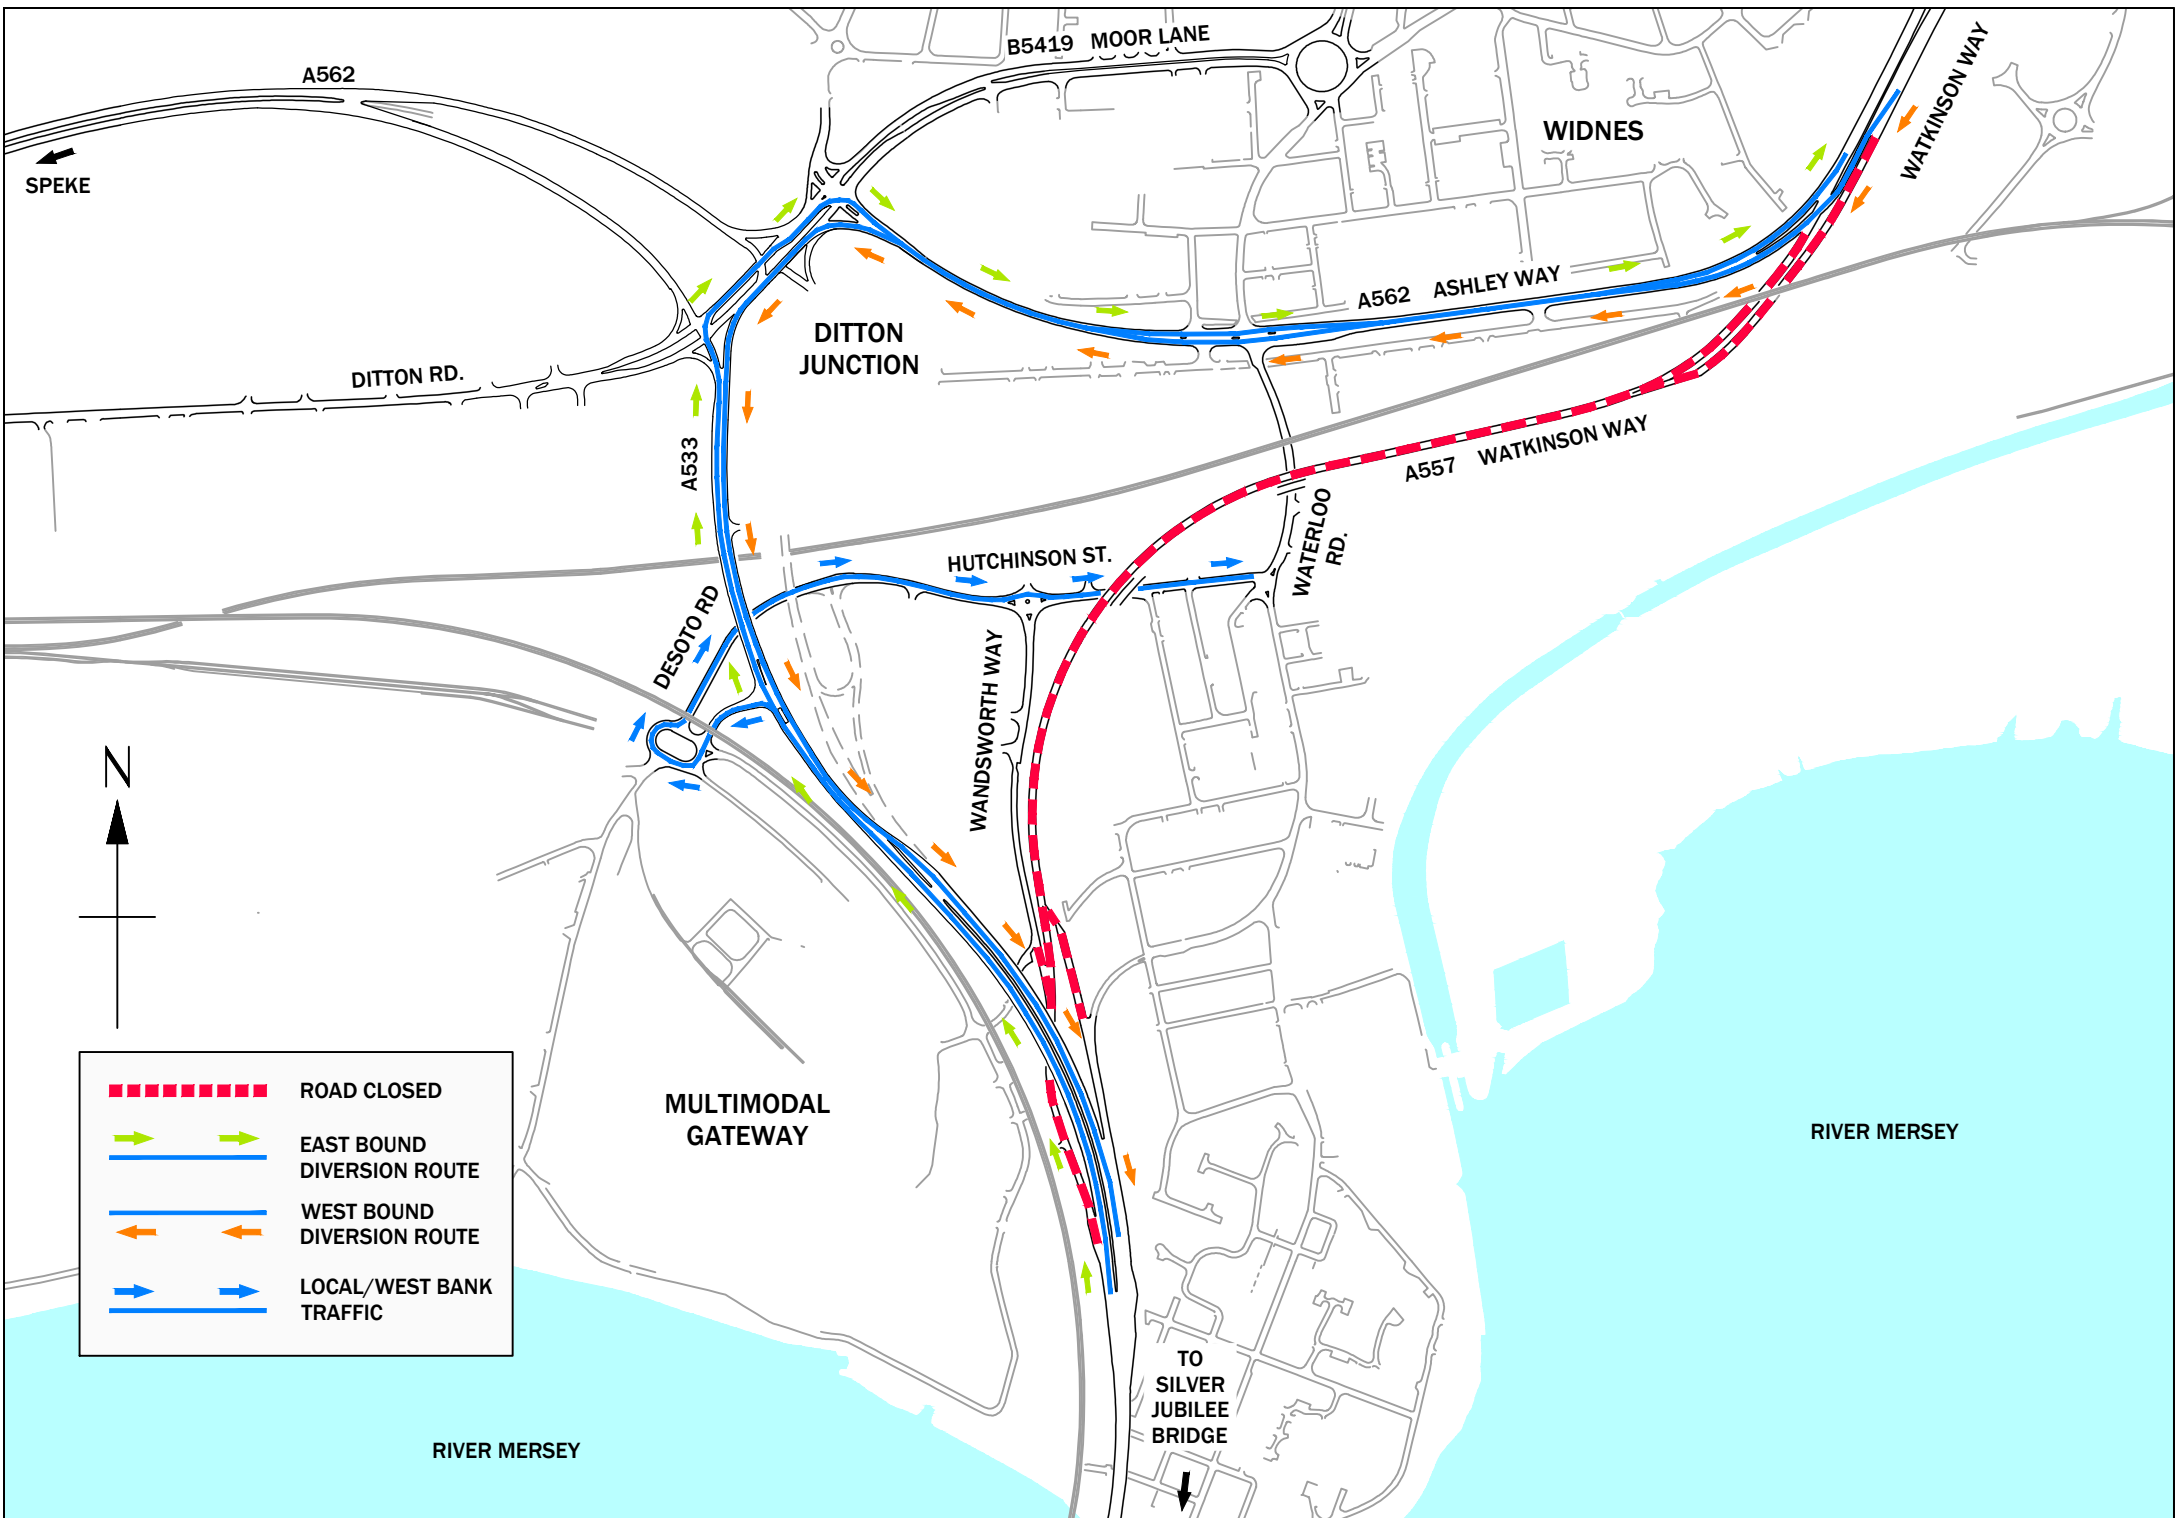 B5419 MOOR LANE
A562
WATKINSON WAY
WIDNES
SPEKE
A562 ASHLEY WAY
DITTON
JUNCTION
DITTON RD.
A533
A557 WATKINSON WAY
WATERLOO
RD.
HUTCHINSON ST.
DESOTO RD
WANDSWORTH WAY
N
MULTIMODAL
GATEWAY
ROAD CLOSED
EAST BOUND
DIVERSION ROUTE
WEST BOUND
DIVERSION ROUTE
LOCAL/WEST BANK
TRAFFIC
RIVER MERSEY
TO
SILVER
JUBILEE
BRIDGE
RIVER MERSEY